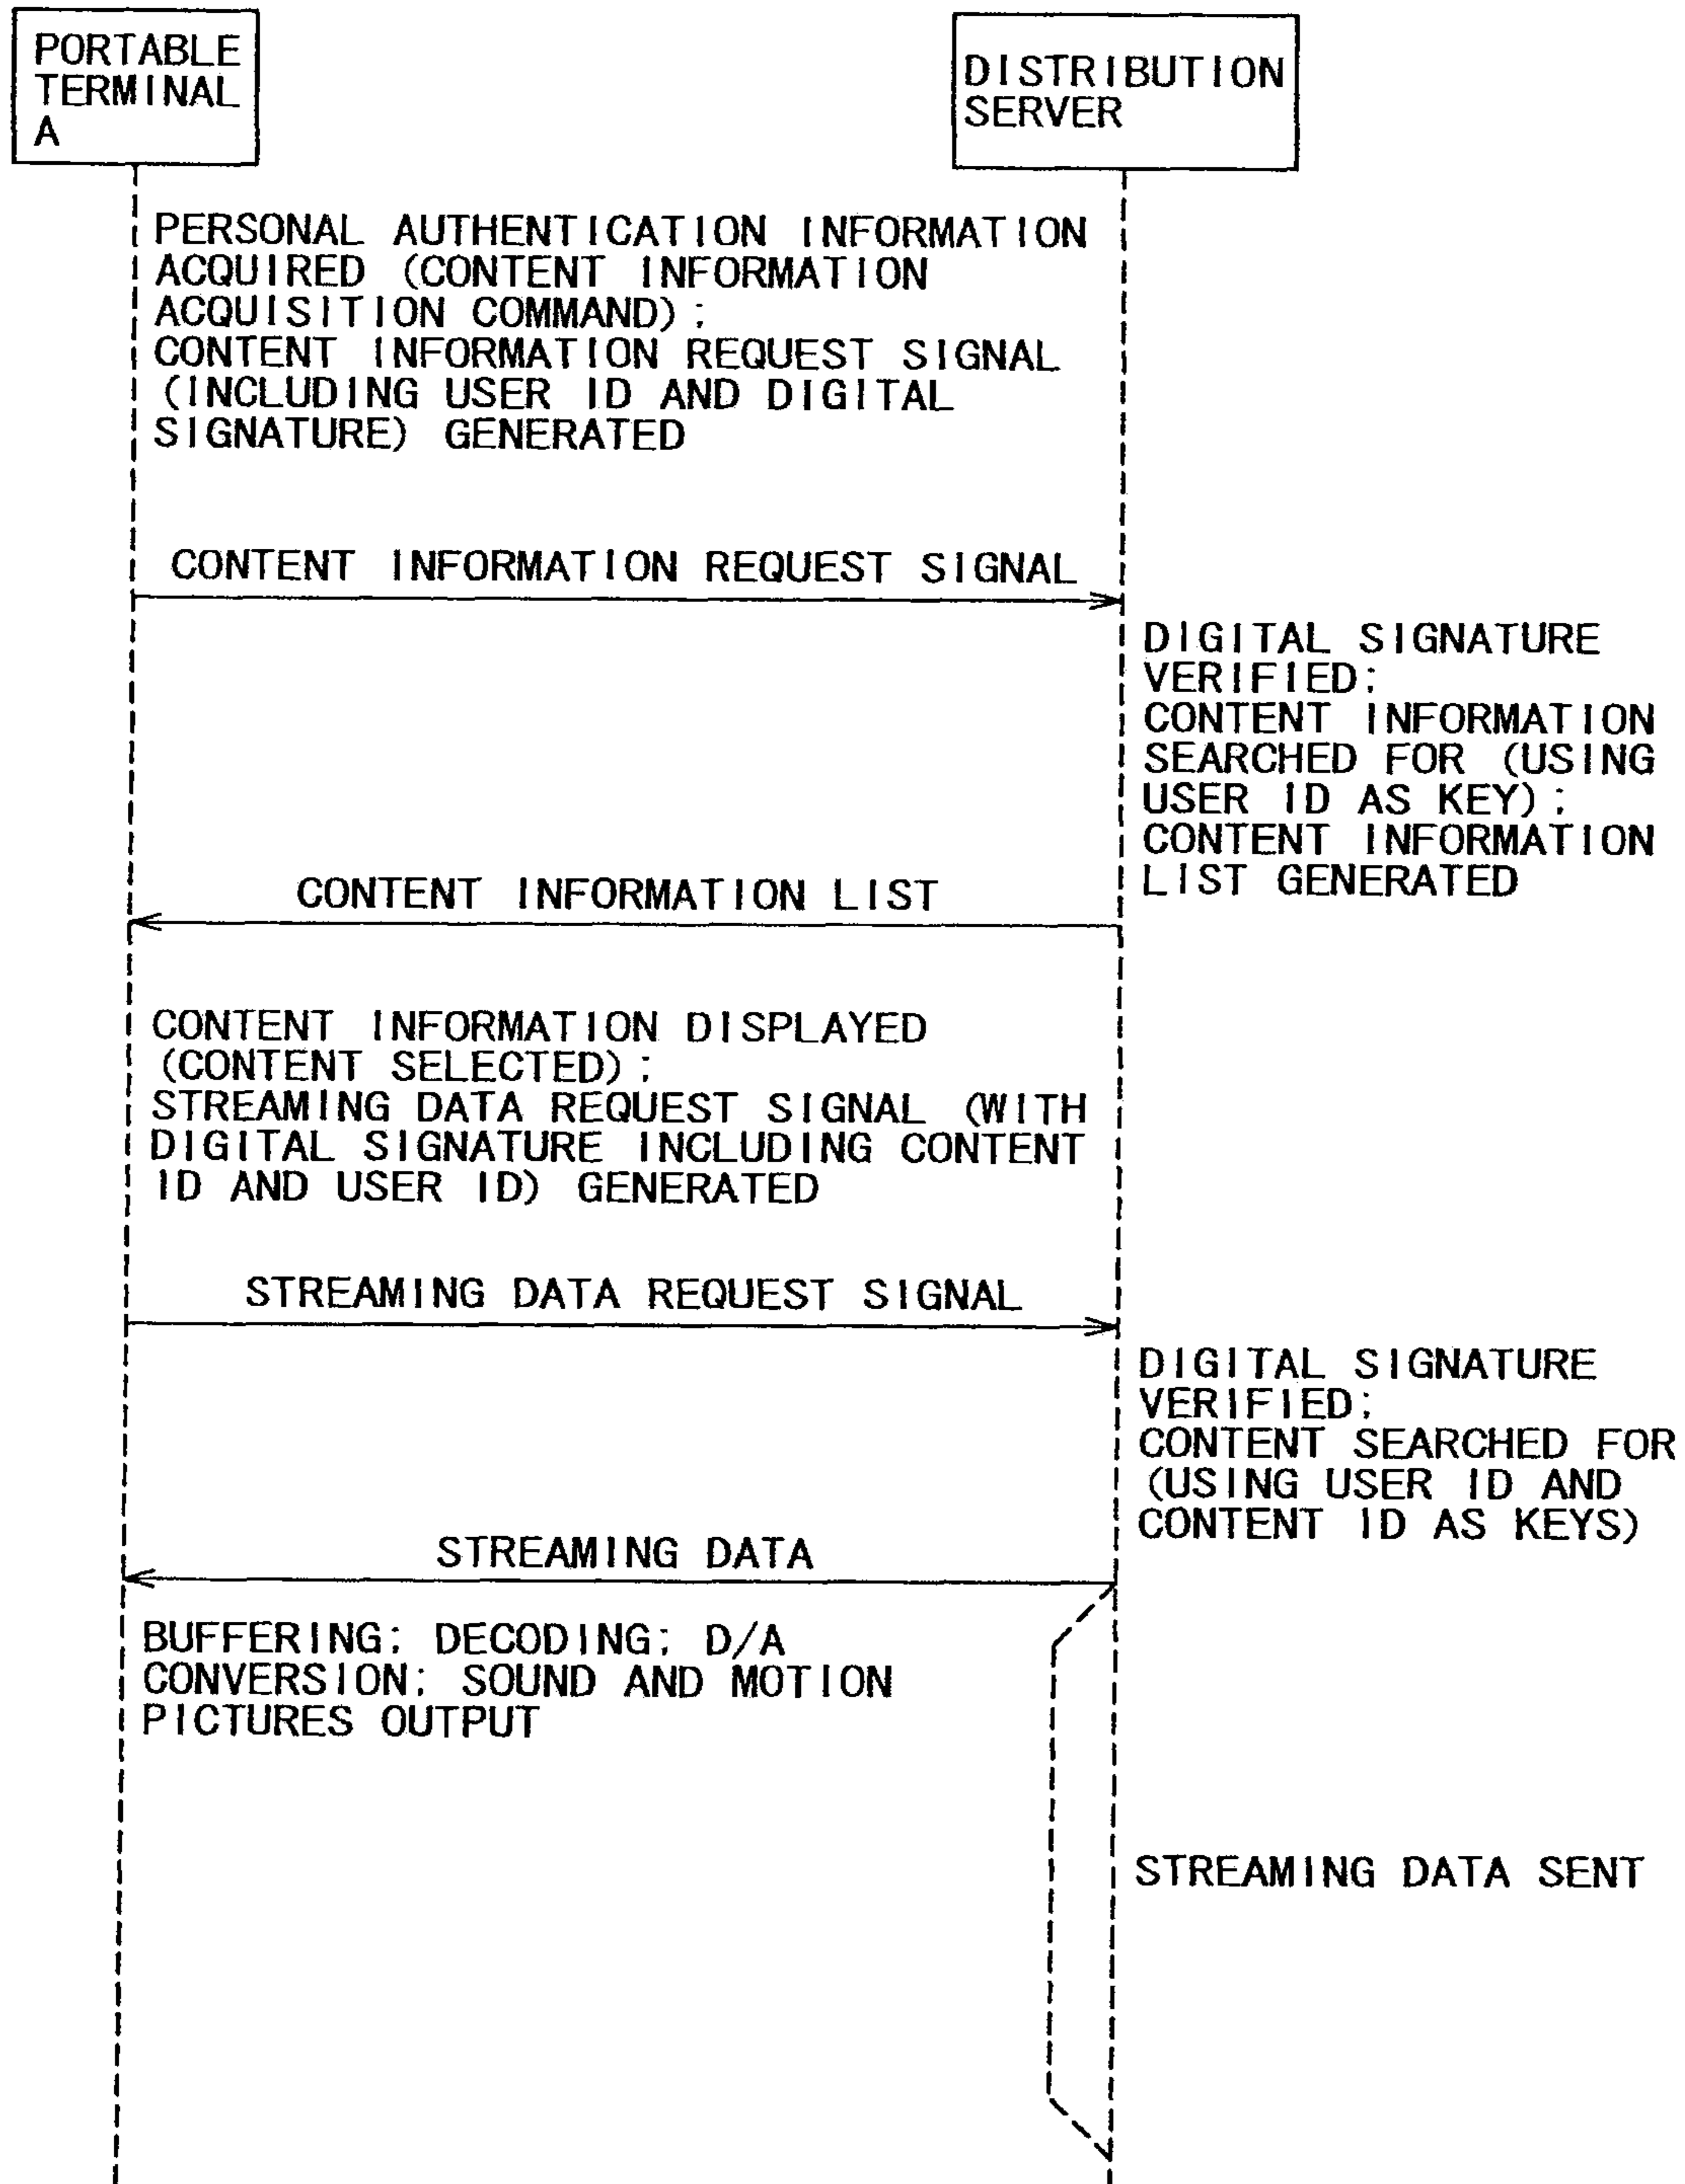 PORTABLE
TERMINAL
A
DISTRIBUTION
SERVER
PERSONAL AUTHENTICATION INFORMATION
ACQUIRED (CONTENT INFORMATION
ACQUISITION COMMAND);
CONTENT INFORMATION REQUEST SIGNAL
(INCLUDING USER ID AND DIGITAL
SIGNATURE) GENERATED
CONTENT INFORMATION REQUEST SIGNAL
DIGITAL SIGNATURE
VERIFIED;
CONTENT INFORMATION
SEARCHED FOR (USING
USER ID AS KEY);
CONTENT INFORMATION
LIST GENERATED
CONTENT INFORMATION LIST
CONTENT INFORMATION DISPLAYED
(CONTENT SELECTED);
STREAMING DATA REQUEST SIGNAL (WITH
DIGITAL SIGNATURE INCLUDING CONTENT
ID AND USER ID) GENERATED
STREAMING DATA REQUEST SIGNAL
DIGITAL SIGNATURE
VERIFIED;
CONTENT SEARCHED FOR
(USING USER ID AND
CONTENT ID AS KEYS)
STREAMING DATA
BUFFERING; DECODING; D/A
CONVERSION; SOUND AND MOTION
PICTURES OUTPUT
STREAMING DATA SENT